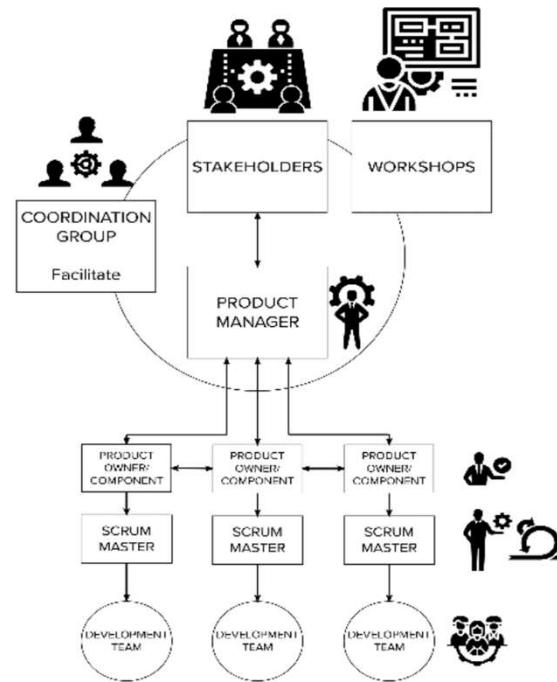 STAKEHOLDERS
WORKSHOPS
COORDINATION
GROUP
Facilitate
PRODUCT
MANAGER
PRODUCT
OWNER/
COMPONENT
PRODUCT
OWNER/
COMPONENT
PRODUCT
OWNER/
COMPONENT
SCRUM
MASTER
SCRUM
MASTER
SCRUM
MASTER
DEVELOPMENT
TEAM
DEVELOPMENT
TEAM
DEVELOPMENT
TEAM